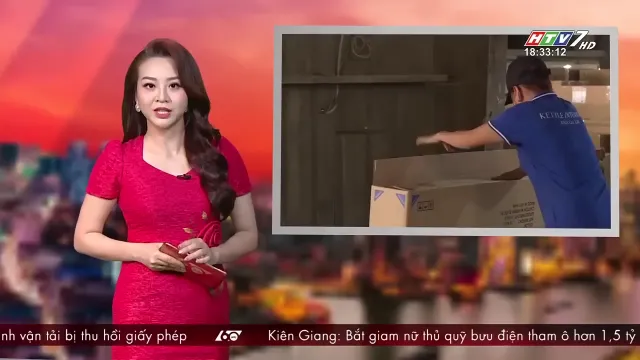 HTV7 HD
18:33:12
nh vận tải bị thu hồi giấy phép
Kiên Giang: Bắt giam nữ thủ quỹ bưu điện tham ô hơn 1,5 tỷ